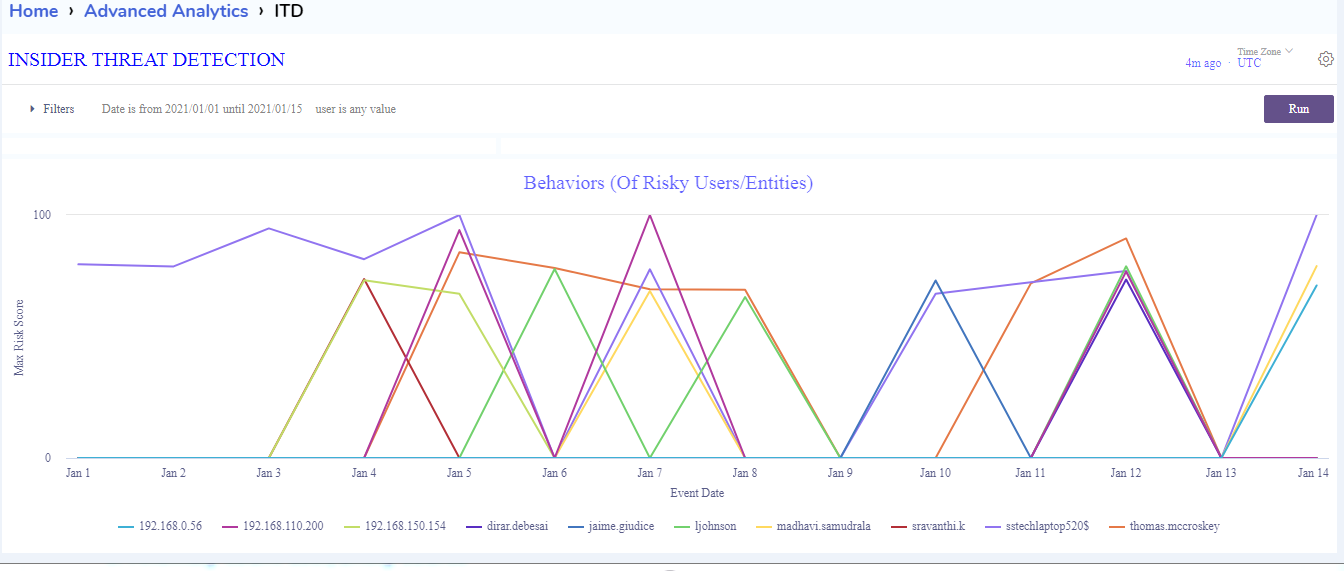 Home › Advanced Analytics › ITD
INSIDER THREAT DETECTION
Time Zone
4m ago · UTC
Filters Date is from 2021/01/01 until 2021/01/15 user is any value Run
Behaviors (Of Risky Users/Entities)
100
Max Risk Score
0
Jan 1 Jan 2 Jan 3 Jan 4 Jan 5 Jan 6 Jan 7 Jan 8 Jan 9 Jan 10 Jan 11 Jan 12 Jan 13 Jan 14
Event Date
192.168.0.56 192.168.110.200 192.168.150.154 dirar.debesai jaime.giudice ljohnson madhavi.samudrala sravanthi.k sstechlaptop520$ thomas.mccroskey